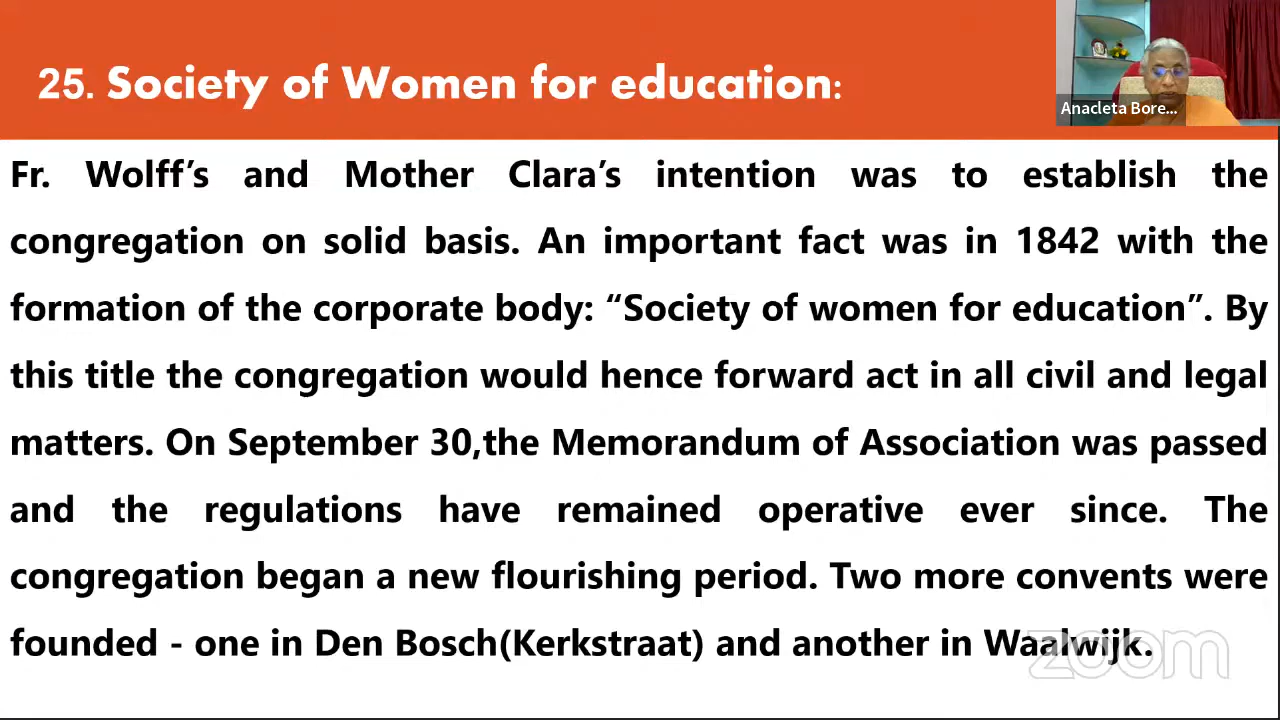 25. Society of Women for education:
Anacleta Bore...
Fr. Wolff’s and Mother Clara’s intention was to establish the
congregation on solid basis. An important fact was in 1842 with the
formation of the corporate body: “Society of women for education”. By
this title the congregation would hence forward act in all civil and legal
matters. On September 30,the Memorandum of Association was passed
and the regulations have remained operative ever since. The
congregation began a new flourishing period. Two more convents were
founded - one in Den Bosch(Kerkstraat) and another in Waalwijk.
zoom